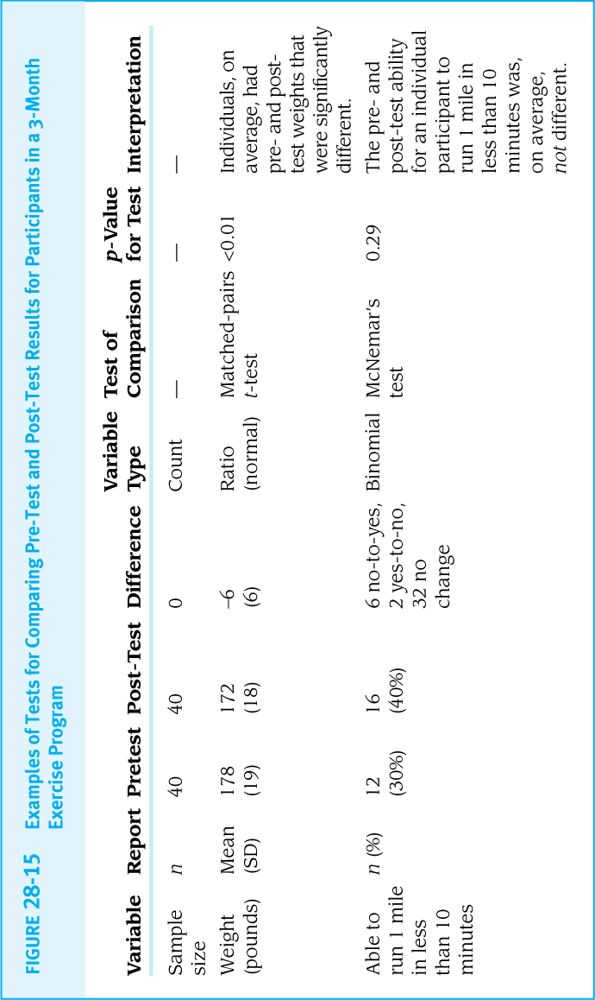 FIGURE 28-15 Examples of Tests for Comparing Pre-Test and Post-Test Results for Participants in a 3-Month
Exercise Program
Variable Report Pretest Post-Test Difference Variable Type Test of Comparison p-Value for Test Interpretation
Sample size n 40 40 0 Count — — —
Weight (pounds) Mean (SD) 178 (19) 172 (18) –6 (6) Ratio (normal) Matched-pairs t-test <0.01 Individuals, on
average, had
pre- and post-
test weights that
were significantly
different.
Able to run 1 mile in less than 10 minutes n (%) 12 (30%) 16 (40%) 6 no-to-yes, 2 yes-to-no, 32 no change Binomial McNemar's test 0.29 The pre- and
post-test ability
for an individual
participant to
run 1 mile in
less than 10
minutes was,
on average,
not different.